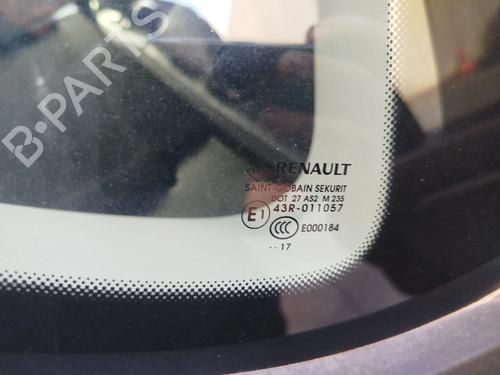 B-PARTS
RENAULT
SAINT-GOBAIN SEKURIT
DOT 27 AS2 M 235
E1 43R-011057
CCC E000184
.. 17